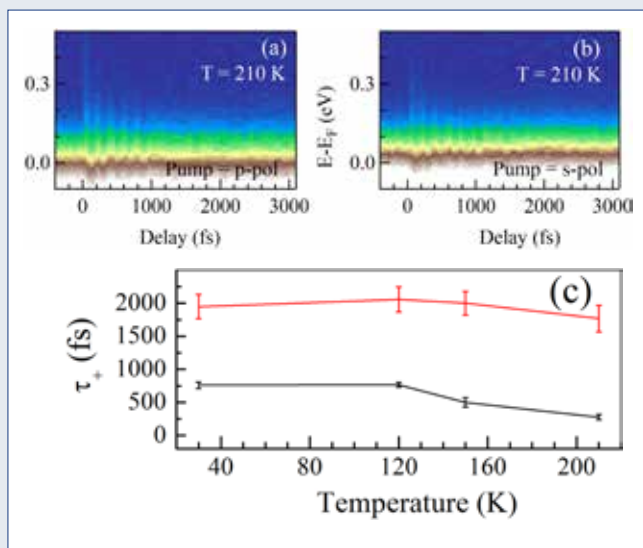 (a)
T = 210 K
Pump = p-pol
0.3
0.0
0 1000 2000 3000
Delay (fs)
(b)
T = 210 K
Pump = s-pol
E-E_F (eV)
0.3
0.0
0 1000 2000 3000
Delay (fs)
(c)
τ₊ (fs)
2000
1500
1000
500
0
40 80 120 160 200
Temperature (K)